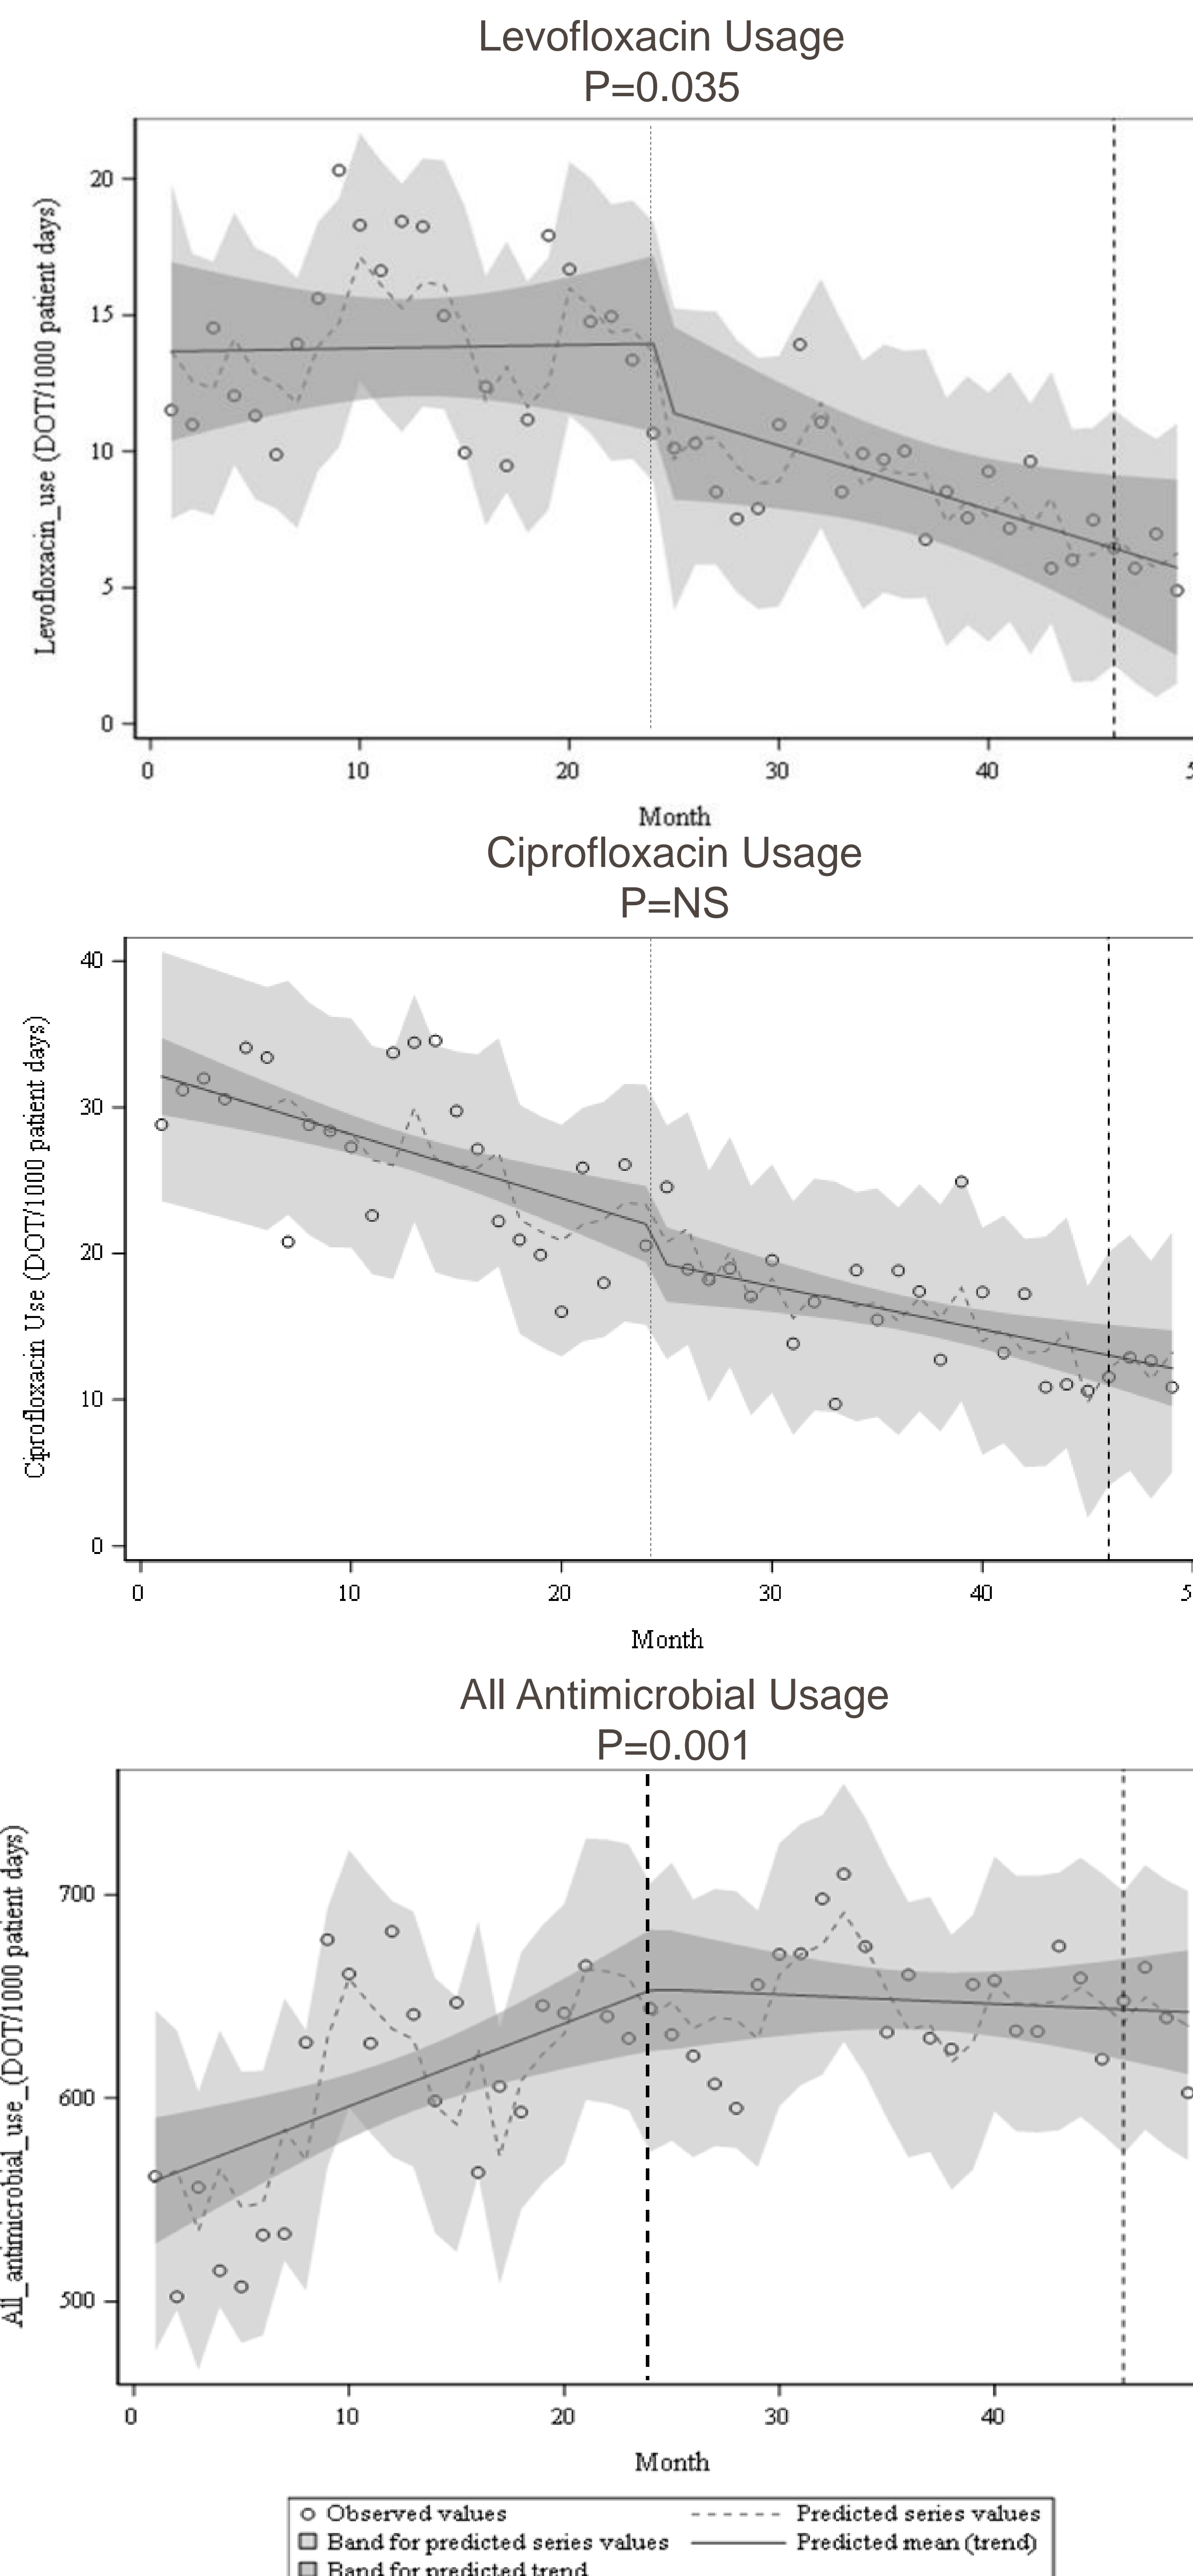 Levofloxacin Usage
P=0.035
Levofloxacin_use (DOT/1000 patient days)
20
15
10
5
0
0 10 20 30 40
Month
Ciprofloxacin Usage
P=NS
Ciprofloxacin Use (DOT/1000 patient days)
40
30
20
10
0
0 10 20 30 40 5
Month
All Antimicrobial Usage
P=0.001
All_antimicrobial_use_(DOT/1000 patient days)
700
600
500
0 10 20 30 40
Month
Observed values Predicted series values
Band for predicted series values Predicted mean (trend)
Band for predicted trend